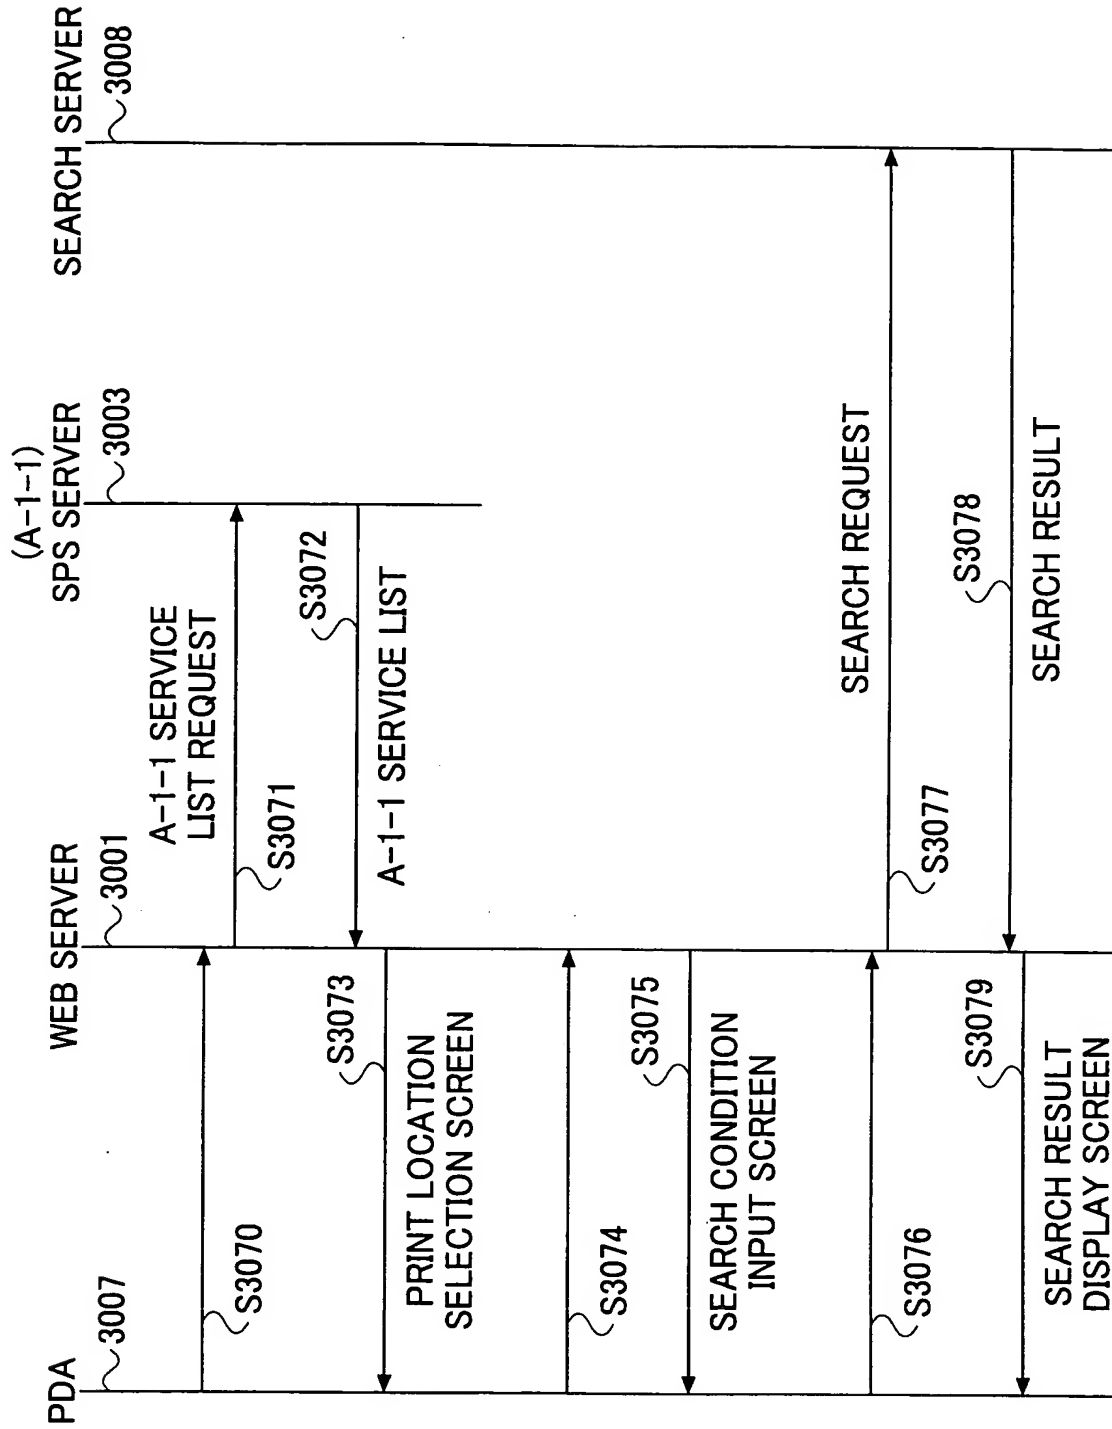 PDA
3007
WEB SERVER
3001
(A-1-1)
SPS SERVER
3003
SEARCH SERVER
3008
S3070
A-1-1 SERVICE
LIST REQUEST
S3071
S3072
A-1-1 SERVICE LIST
S3073
PRINT LOCATION
SELECTION SCREEN
S3074
S3075
SEARCH CONDITION
INPUT SCREEN
S3076
SEARCH REQUEST
S3077
S3078
SEARCH RESULT
S3079
SEARCH RESULT
DISPLAY SCREEN